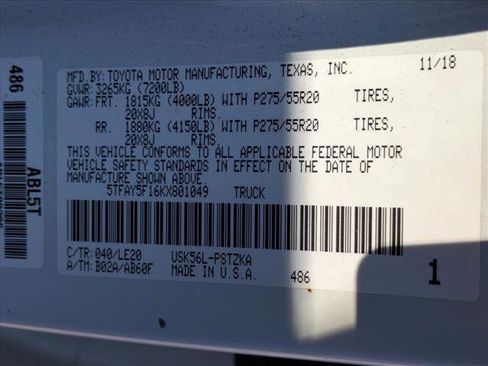 MFD.BY:TOYOTA MOTOR MANUFACTURING, TEXAS, INC. 11/18
GVWR:3265KG (7200LB)
GAWR:FRT. 1815KG (4000LB) WITH P275/55R20 TIRES,
20X8J RIMS.
RR. 1880KG (4150LB) WITH P275/55R20 TIRES,
20X8J RIMS.
THIS VEHICLE CONFORMS TO ALL APPLICABLE FEDERAL MOTOR
VEHICLE SAFETY STANDARDS IN EFFECT ON THE DATE OF
MANUFACTURE SHOWN ABOVE.
5TFAY5F16KX801049 TRUCK
C/TR:040/LE20 USK56L-PSTZKA
A/TM:B02A/AB60F MADE IN U.S.A. 486
1
486
ABL5T